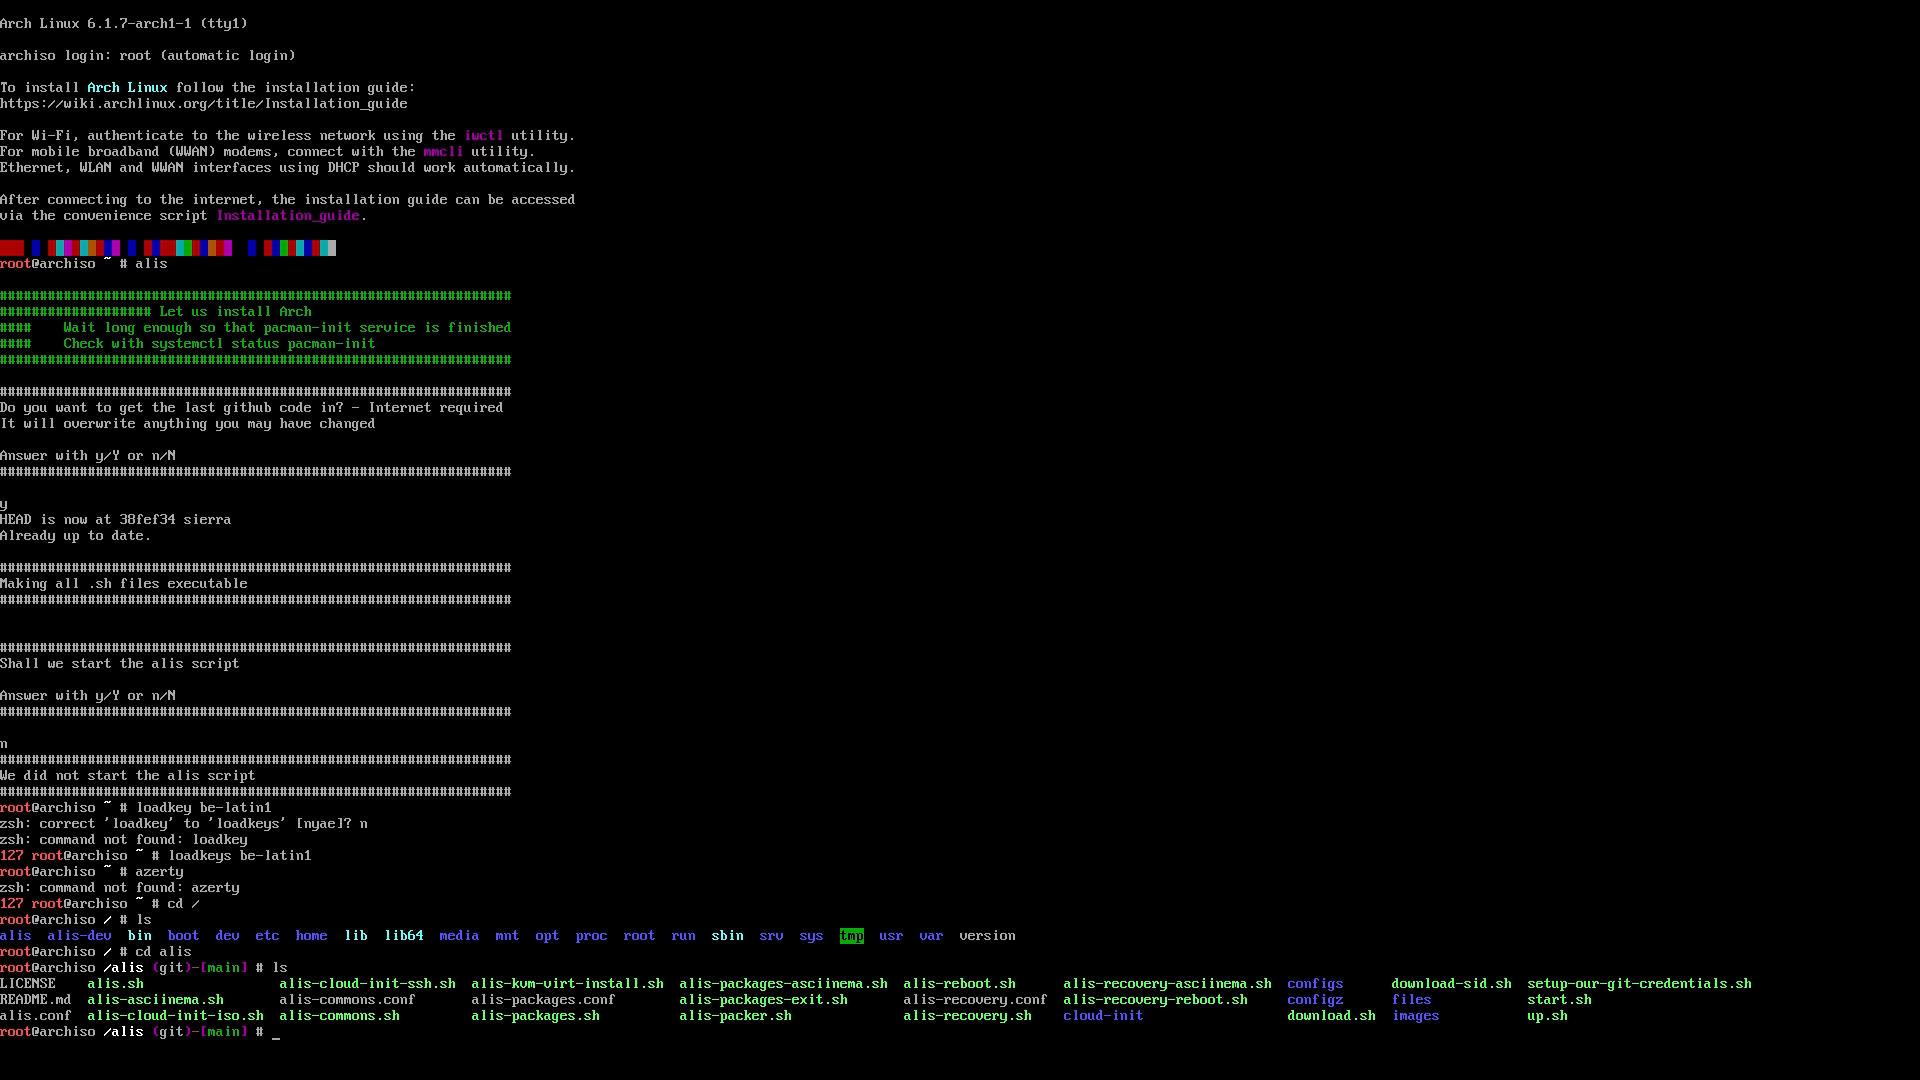 Arch Linux 6.1.7-arch1-1 (tty1)
archiso login: root (automatic login)
To install Arch Linux follow the installation guide:
https://wiki.archlinux.org/title/Installation_guide
For Wi-Fi, authenticate to the wireless network using the iwctl utility.
For mobile broadband (WWAN) modems, connect with the mmcli utility.
Ethernet, WLAN and WWAN interfaces using DHCP should work automatically.
After connecting to the internet, the installation guide can be accessed
via the convenience script Installation_guide.
root@archiso ~ # alis
################################################################
################### Let us install Arch
####    Wait long enough so that pacman-init service is finished
####    Check with systemctl status pacman-init
################################################################
################################################################
Do you want to get the last github code in? - Internet required
It will overwrite anything you may have changed
Answer with y/Y or n/N
################################################################
y
HEAD is now at 38fef34 sierra
Already up to date.
################################################################
Making all .sh files executable
################################################################
################################################################
Shall we start the alis script
Answer with y/Y or n/N
################################################################
n
################################################################
We did not start the alis script
################################################################
root@archiso ~ # loadkey be-latin1
zsh: correct 'loadkey' to 'loadkeys' [nyae]? n
zsh: command not found: loadkey
127 root@archiso ~ # loadkeys be-latin1
root@archiso ~ # azerty
zsh: command not found: azerty
127 root@archiso ~ # cd /
root@archiso / # ls
alis  alis-dev  bin  boot  dev  etc  home  lib  lib64  media  mnt  opt  proc  root  run  sbin  srv  sys  tmp  usr  var  version
root@archiso / # cd alis
root@archiso /alis (git)-[main] # ls
LICENSE    alis.sh                 alis-cloud-init-ssh.sh  alis-kvm-virt-install.sh  alis-packages-asciinema.sh  alis-reboot.sh      alis-recovery-asciinema.sh  configs      download-sid.sh  setup-our-git-credentials.sh
README.md  alis-asciinema.sh       alis-commons.conf       alis-packages.conf        alis-packages-exit.sh       alis-recovery.conf  alis-recovery-reboot.sh     configz      files            start.sh
alis.conf  alis-cloud-init-iso.sh  alis-commons.sh         alis-packages.sh          alis-packer.sh              alis-recovery.sh    cloud-init                  download.sh  images           up.sh
root@archiso /alis (git)-[main] # _